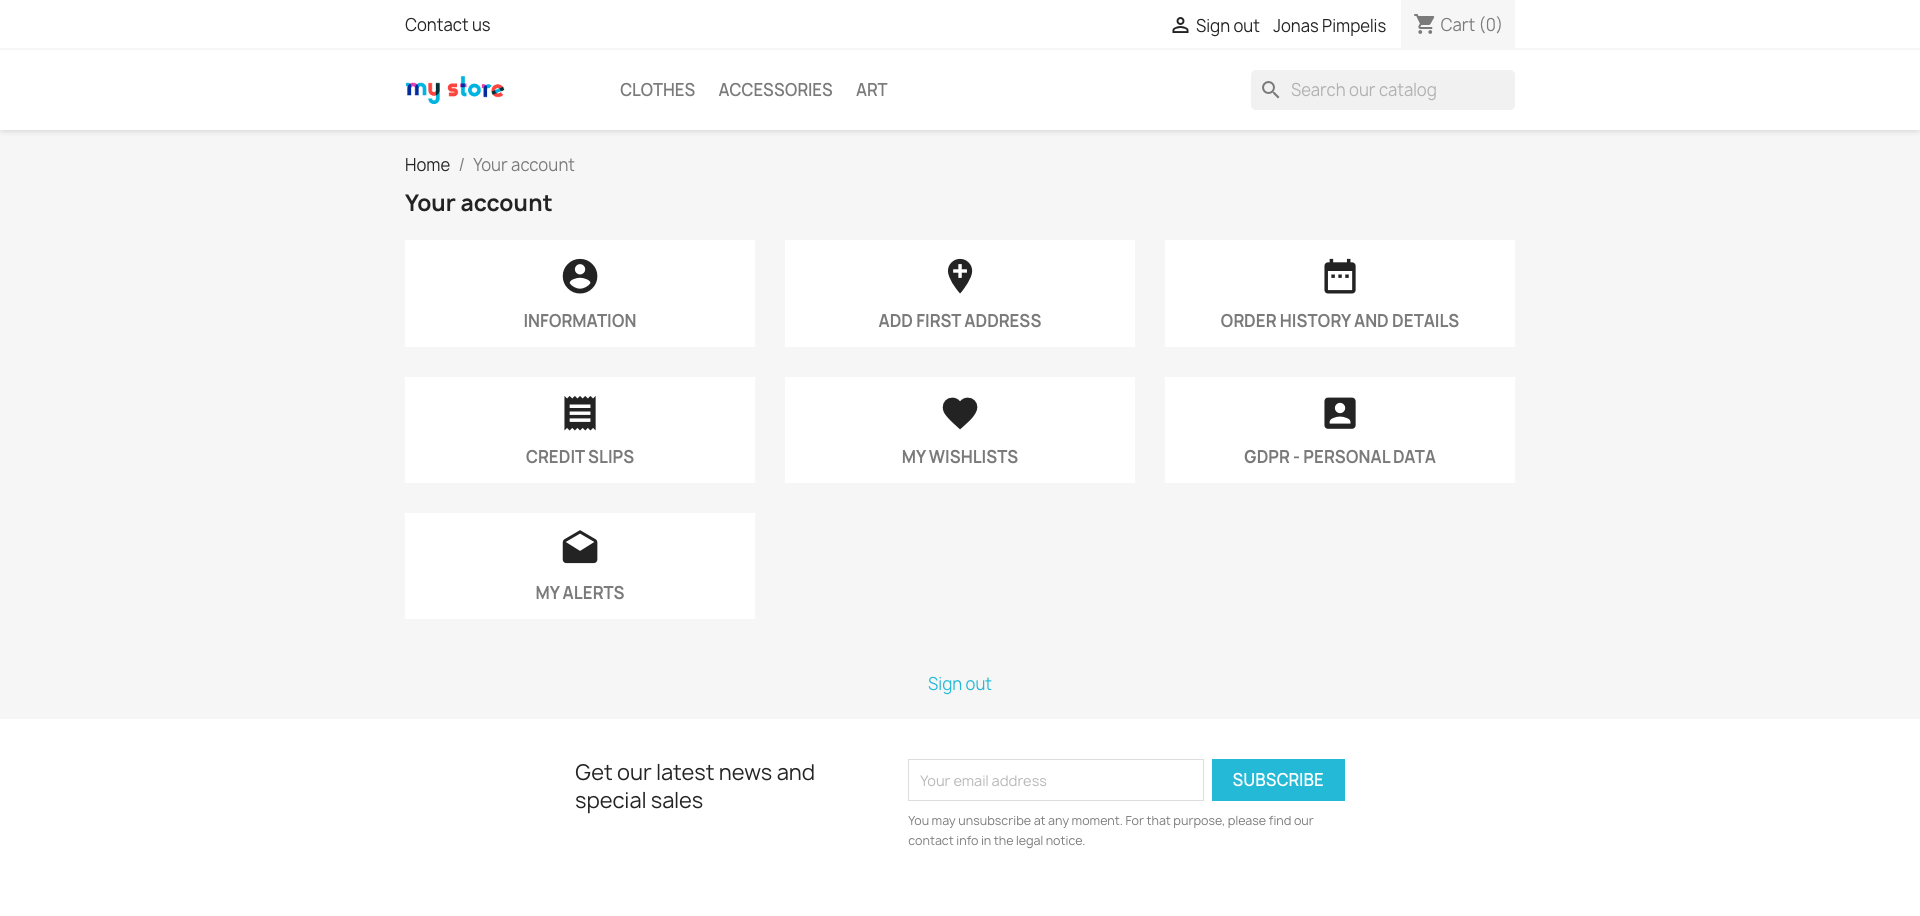 Contact us
Sign out
Jonas Pimpelis
Cart (0)
my store
CLOTHES
ACCESSORIES
ART
Search our catalog
Home / Your account
Your account
INFORMATION
ADD FIRST ADDRESS
ORDER HISTORY AND DETAILS
CREDIT SLIPS
MY WISHLISTS
GDPR - PERSONAL DATA
MY ALERTS
Sign out
Get our latest news and
special sales
Your email address
SUBSCRIBE
You may unsubscribe at any moment. For that purpose, please find our
contact info in the legal notice.